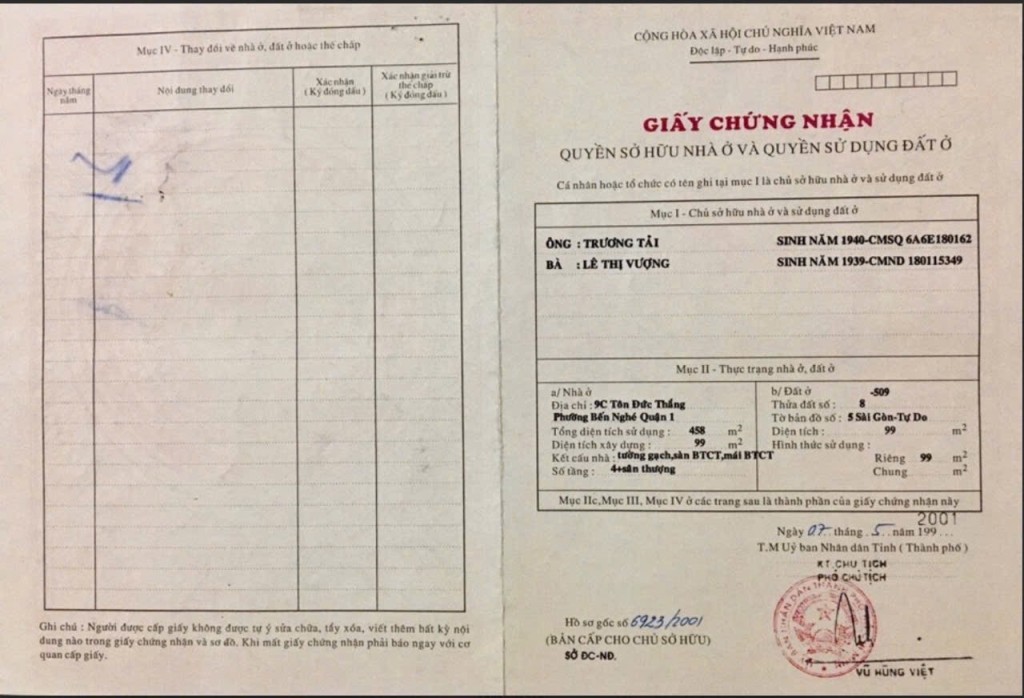 Mục IV - Thay đổi về nhà ở, đất ở hoặc thế chấp
Ngày tháng năm
Nội dung thay đổi
Xác nhận
( Ký đóng dấu )
Xác nhận giải trừ
thế chấp
( Ký đóng dấu )
Ghi chú : Người được cấp giấy không được tự ý sửa chữa, tẩy xóa, viết thêm bất kỳ nội
dung nào trong giấy chứng nhận và sơ đồ. Khi mất giấy chứng nhận phải báo ngay với cơ
quan cấp giấy.
CỘNG HÒA XÃ HỘI CHỦ NGHĨA VIỆT NAM
Độc lập - Tự do - Hạnh phúc
GIẤY CHỨNG NHẬN
QUYỀN SỞ HỮU NHÀ Ở VÀ QUYỀN SỬ DỤNG ĐẤT Ở
Cá nhân hoặc tổ chức có tên ghi tại mục I là chủ sở hữu nhà ở và sử dụng đất ở
Mục I - Chủ sở hữu nhà ở và sử dụng đất ở
ÔNG : TRƯƠNG TẢI SINH NĂM 1940-CMSQ 6A6E180162
BÀ : LÊ THỊ VƯỢNG SINH NĂM 1939-CMND 180115349
Mục II - Thực trạng nhà ở, đất ở
a/ Nhà ở
Địa chỉ : 9C Tôn Đức Thắng
Phường Bến Nghé Quận 1
Tổng diện tích sử dụng : 458 m²
Diện tích xây dựng : 99 m²
Kết cấu nhà : tường gạch,sàn BTCT,mái BTCT
Số tầng : 4+sân thượng
b/ Đất ở -509
Thửa đất số : 8
Tờ bản đồ số : 5 Sài Gòn-Tự Do
Diện tích : 99 m²
Hình thức sử dụng :
Riêng 99 m²
Chung m²
Mục IIc,Mục III, Mục IV ở các trang sau là thành phần của giấy chứng nhận này
2001
Ngày 07 tháng 5 năm 199
T.M Uỷ ban Nhân dân Tỉnh ( Thành phố )
KT.CHỦ TỊCH
PHÓ CHỦ TỊCH
Hồ sơ gốc số 6923/2001
(BẢN CẤP CHO CHỦ SỞ HỮU)
SỞ ĐC-NĐ.
VŨ HÙNG VIỆT